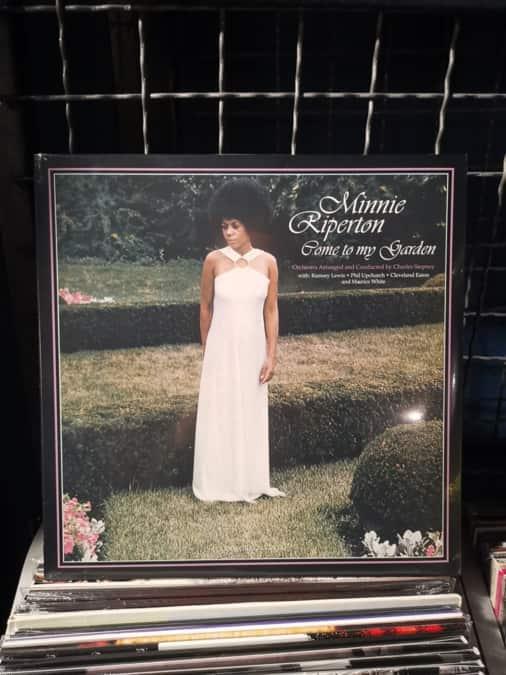 Minnie
Riperton
Come to my Garden
Orchestra Arranged and Conducted by Charles Stepney
with: Ramsey Lewis • Phil Upchurch • Cleveland Eaton
and Maurice White